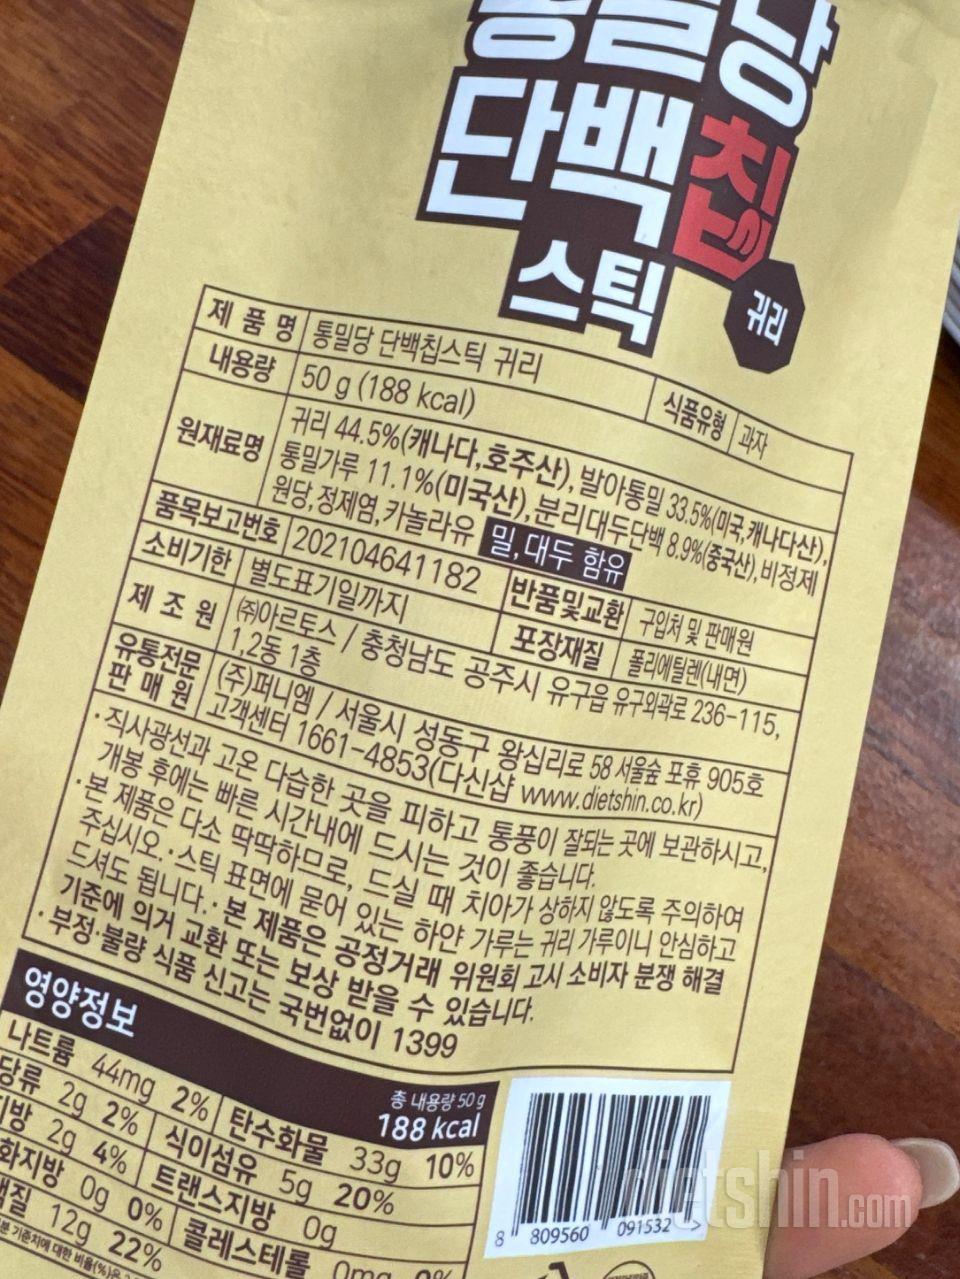 통밀당
단백칩
스틱
귀리
제품명 통밀당 단백칩스틱 귀리 식품유형 과자
내용량 50 g (188 kcal)
원재료명 귀리 44.5%(캐나다,호주산), 발아통밀 33.5%(미국,캐나다산),
통밀가루 11.1%(미국산), 분리대두단백 8.9%(중국산), 비정제
원당, 정제염, 카놀라유 밀, 대두 함유
품목보고번호 202104641182 반품및교환 구입처 및 판매원
소비기한 별도표기일까지 포장재질 폴리에틸렌(내면)
제조원 ㈜아르토스 / 충청남도 공주시 유구읍 유구외곽로 236-115,
1,2동 1층
유통전문 (주)퍼니엠 / 서울시 성동구 왕십리로 58 서울숲 포휴 905호
판매원 고객센터 1661-4853(다신샵 www.dietshin.co.kr)
·직사광선과 고온 다습한 곳을 피하고 통풍이 잘되는 곳에 보관하시고,
개봉 후에는 빠른 시간내에 드시는 것이 좋습니다.
·본 제품은 다소 딱딱하므로, 드실 때 치아가 상하지 않도록 주의하여
주십시오.·스틱 표면에 묻어 있는 하얀 가루는 귀리 가루이니 안심하고
드셔도 됩니다.·본 제품은 공정거래 위원회 고시 소비자 분쟁 해결
기준에 의거 교환 또는 보상 받을 수 있습니다.
·부정·불량 식품 신고는 국번없이 1399
영양정보 총 내용량 50 g
188 kcal
나트륨 44mg 2% 탄수화물 33g 10%
당류 2g 2% 식이섬유 5g 20%
지방 2g 4% 트랜스지방 0g
화지방 0g 0% 콜레스테롤 0mg 0%
백질 12g 22%
기준치에 대한 비율(%)은
8 809560 091532 >
dietshin.com